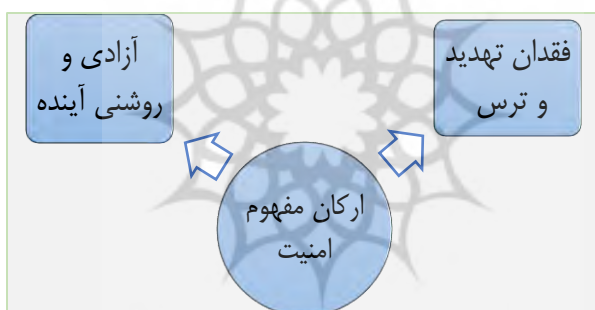 فقدان تهدید
و ترس
آزادی و
روشنی آینده
ارکان مفهوم
امنیت